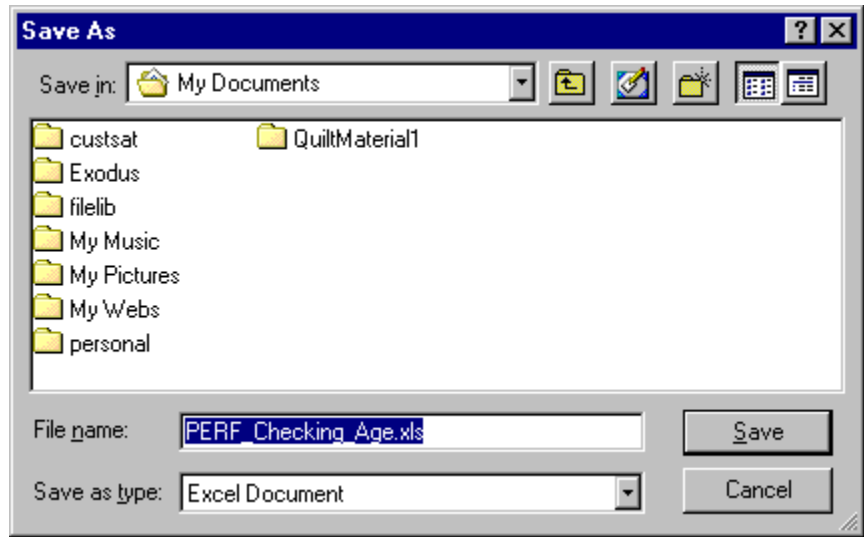 Save As
Save in: My Documents
custsat QuiltMaterial1
Exodus
filelib
My Music
My Pictures
My Webs
personal
File name: PERF_Checking_Age.xls Save
Save as type: Excel Document Cancel